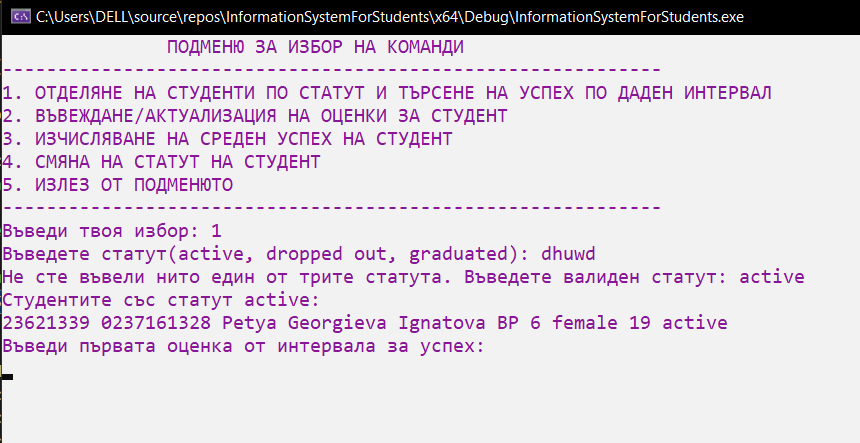 C:\Users\DELL\source\repos\InformationSystemForStudents\x64\Debug\InformationSystemForStudents.exe
ПОДМЕНЮ ЗА ИЗБОР НА КОМАНДИ
------------------------------------------------------------
1. ОТДЕЛЯНЕ НА СТУДЕНТИ ПО СТАТУТ И ТЪРСЕНЕ НА УСПЕХ ПО ДАДЕН ИНТЕРВАЛ
2. ВЪВЕЖДАНЕ/АКТУАЛИЗАЦИЯ НА ОЦЕНКИ ЗА СТУДЕНТ
3. ИЗЧИСЛЯВАНЕ НА СРЕДЕН УСПЕХ НА СТУДЕНТ
4. СМЯНА НА СТАТУТ НА СТУДЕНТ
5. ИЗЛЕЗ ОТ ПОДМЕНЮТО
------------------------------------------------------------
Въведи твоя избор: 1
Въведете статут(active, dropped out, graduated): dhuwd
Не сте въвели нито един от трите статута. Въведете валиден статут: active
Студентите със статут active:
23621339 0237161328 Petya Georgieva Ignatova BP 6 female 19 active
Въведи първата оценка от интервала за успех: